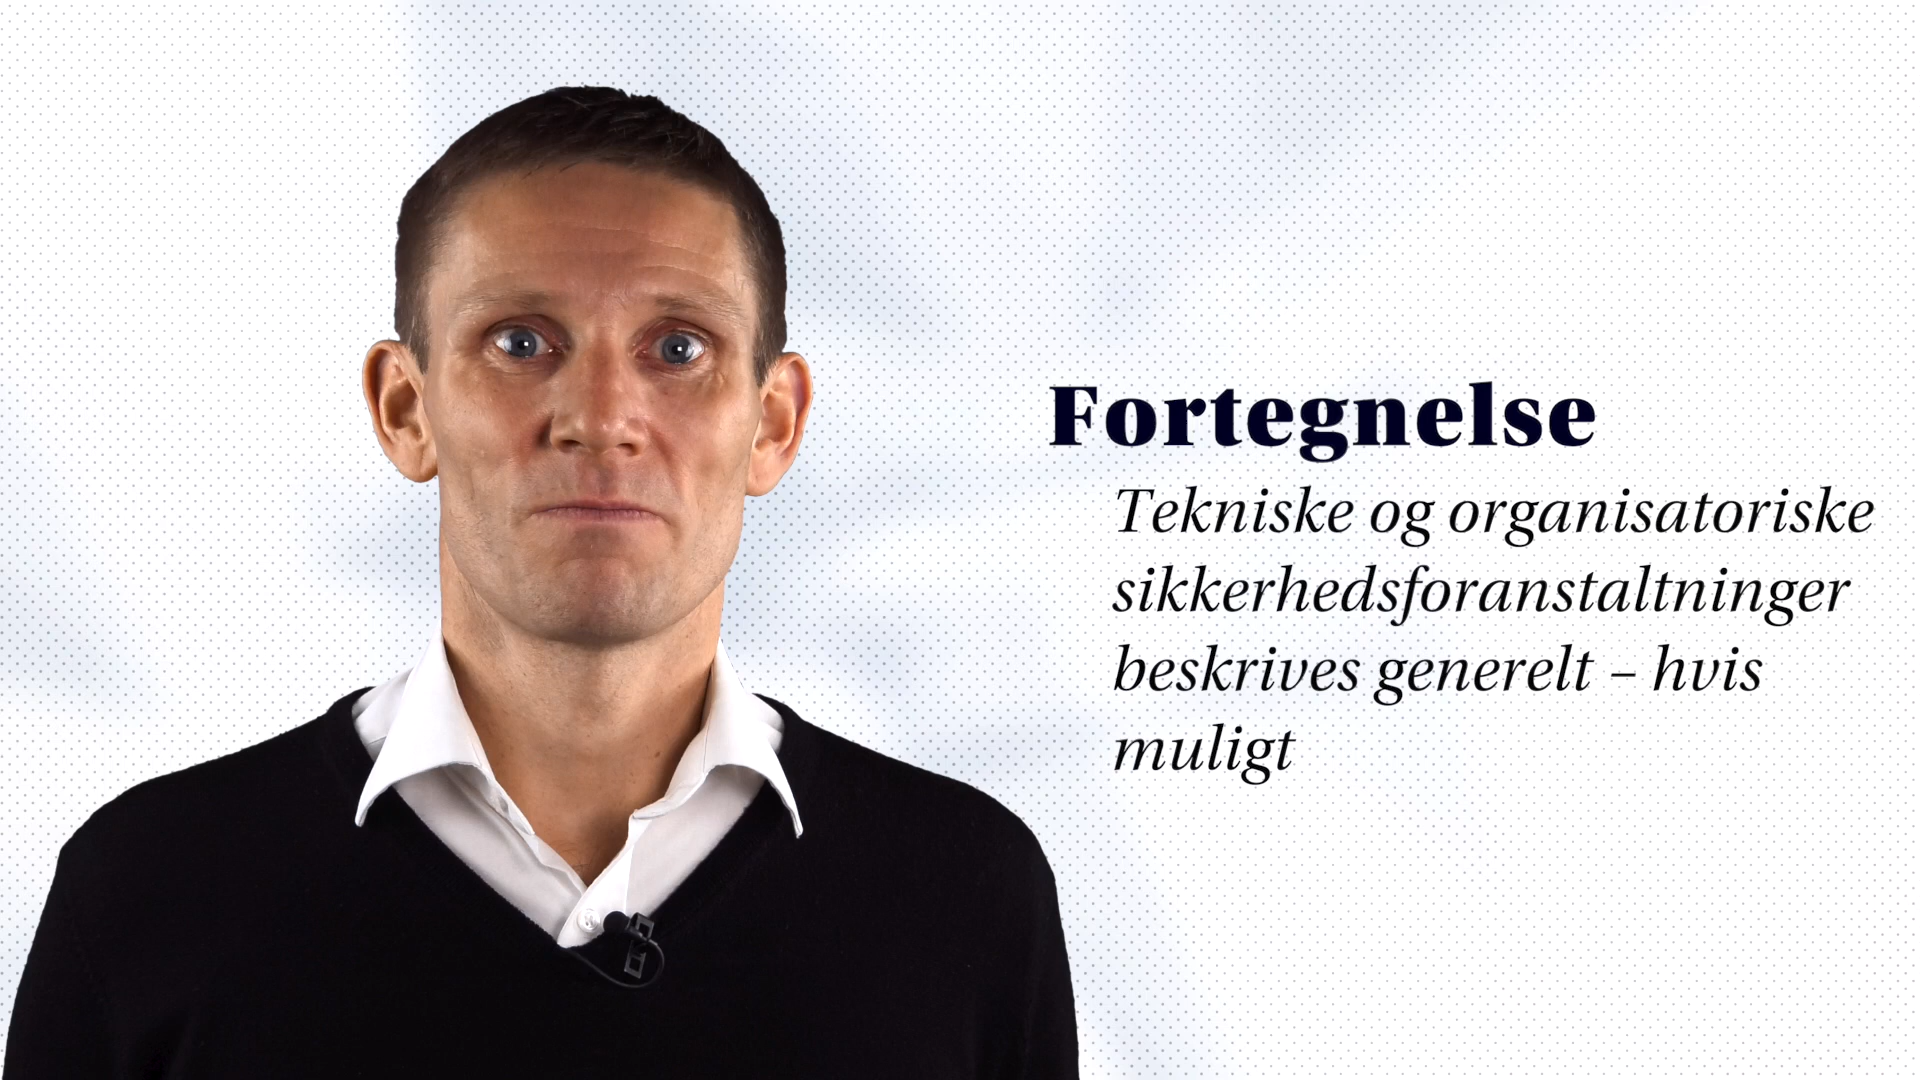 Fortegnelse
Tekniske og organisatoriske
sikkerhedsforanstaltninger
beskrives generelt – hvis
muligt